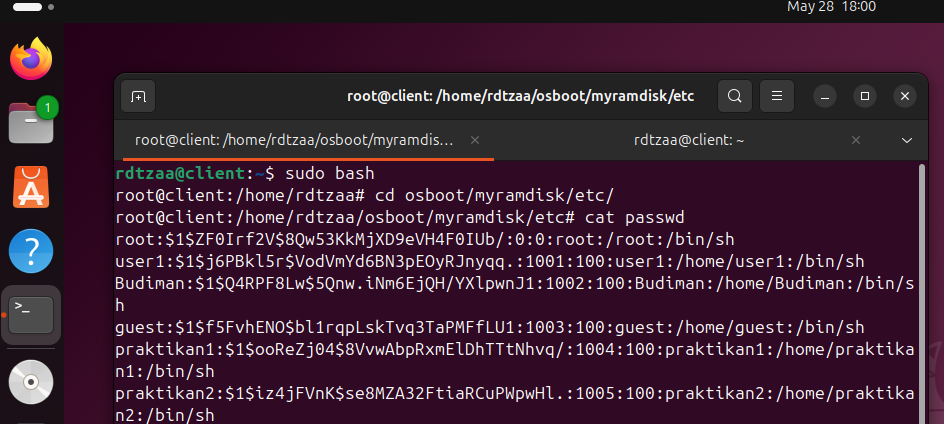 May 28 18:00
1
root@client: /home/rdtzaa/osboot/myramdisk/etc
root@client: /home/rdtzaa/osboot/myramdis…
rdtzaa@client: ~
rdtzaa@client:~$ sudo bash
root@client:/home/rdtzaa# cd osboot/myramdisk/etc/
root@client:/home/rdtzaa/osboot/myramdisk/etc# cat passwd
root:$1$ZF0Irf2V$8Qw53KkMjXD9eVH4F0IUb/:0:0:root:/root:/bin/sh
user1:$1$j6PBkl5r$VodVmYd6BN3pEOyRJnyqq.:1001:100:user1:/home/user1:/bin/sh
Budiman:$1$Q4RPF8Lw$5Qnw.iNm6EjQH/YXlpwnJ1:1002:100:Budiman:/home/Budiman:/bin/s
h
guest:$1$f5FvhENO$bl1rqpLskTvq3TaPMFfLU1:1003:100:guest:/home/guest:/bin/sh
praktikan1:$1$ooReZj04$8VvwAbpRxmElDhTTtNhvq/:1004:100:praktikan1:/home/praktika
n1:/bin/sh
praktikan2:$1$iz4jFVnK$se8MZA32FtiaRCuPWpwHl.:1005:100:praktikan2:/home/praktika
n2:/bin/sh